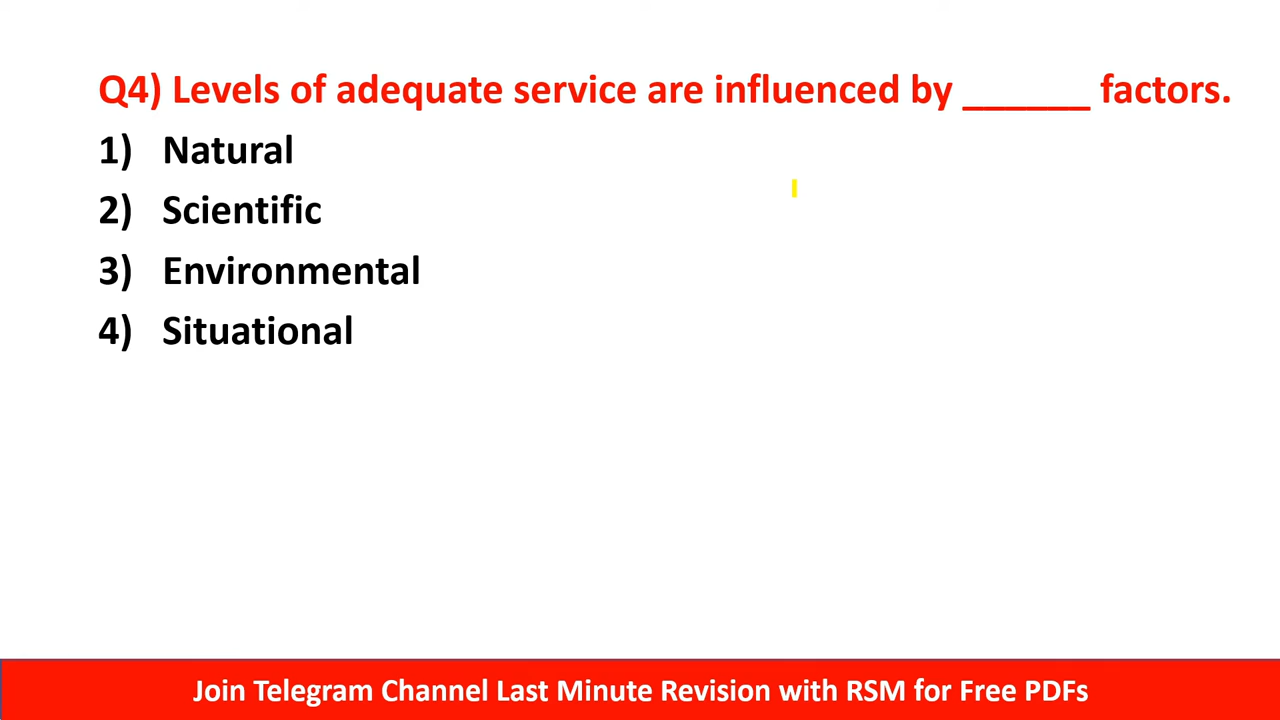 Q4) Levels of adequate service are influenced by ______ factors.
1) Natural
2) Scientific
3) Environmental
4) Situational
Join Telegram Channel Last Minute Revision with RSM for Free PDFs